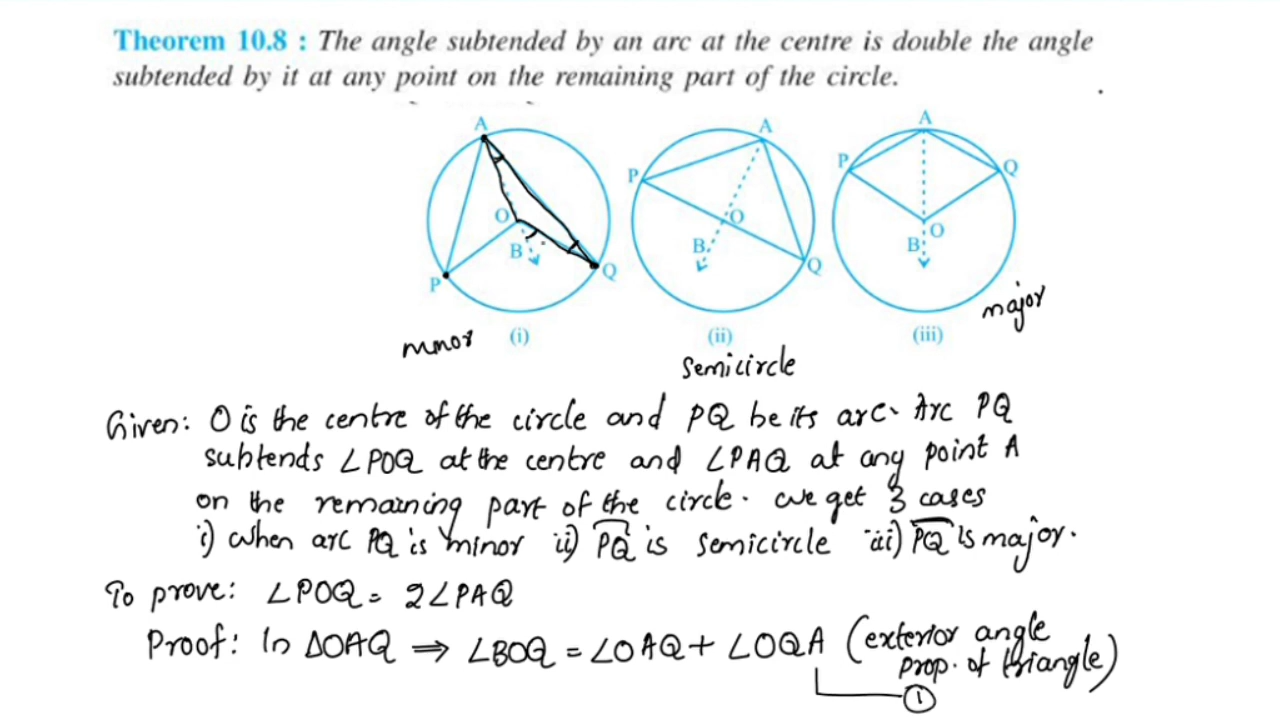 Theorem 10.8 : The angle subtended by an arc at the centre is double the angle
subtended by it at any point on the remaining part of the circle.
A
O
B
P
Q
(i)
A
P
O
B
Q
(ii)
A
P
Q
O
B
(iii)
minor
semicircle
major
Given: O is the centre of the circle and PQ be its arc. Arc PQ
subtends ∠POQ at the centre and ∠PAQ at any point A
on the remaining part of the circle. we get 3 cases
i) when arc PQ is minor ii) P͡Q is semicircle iii) P͡Q is major.
To prove: ∠POQ = 2∠PAQ
Proof: In ΔOAQ ⇒ ∠BOQ = ∠OAQ + ∠OQA (exterior angle
prop. of triangle)
①